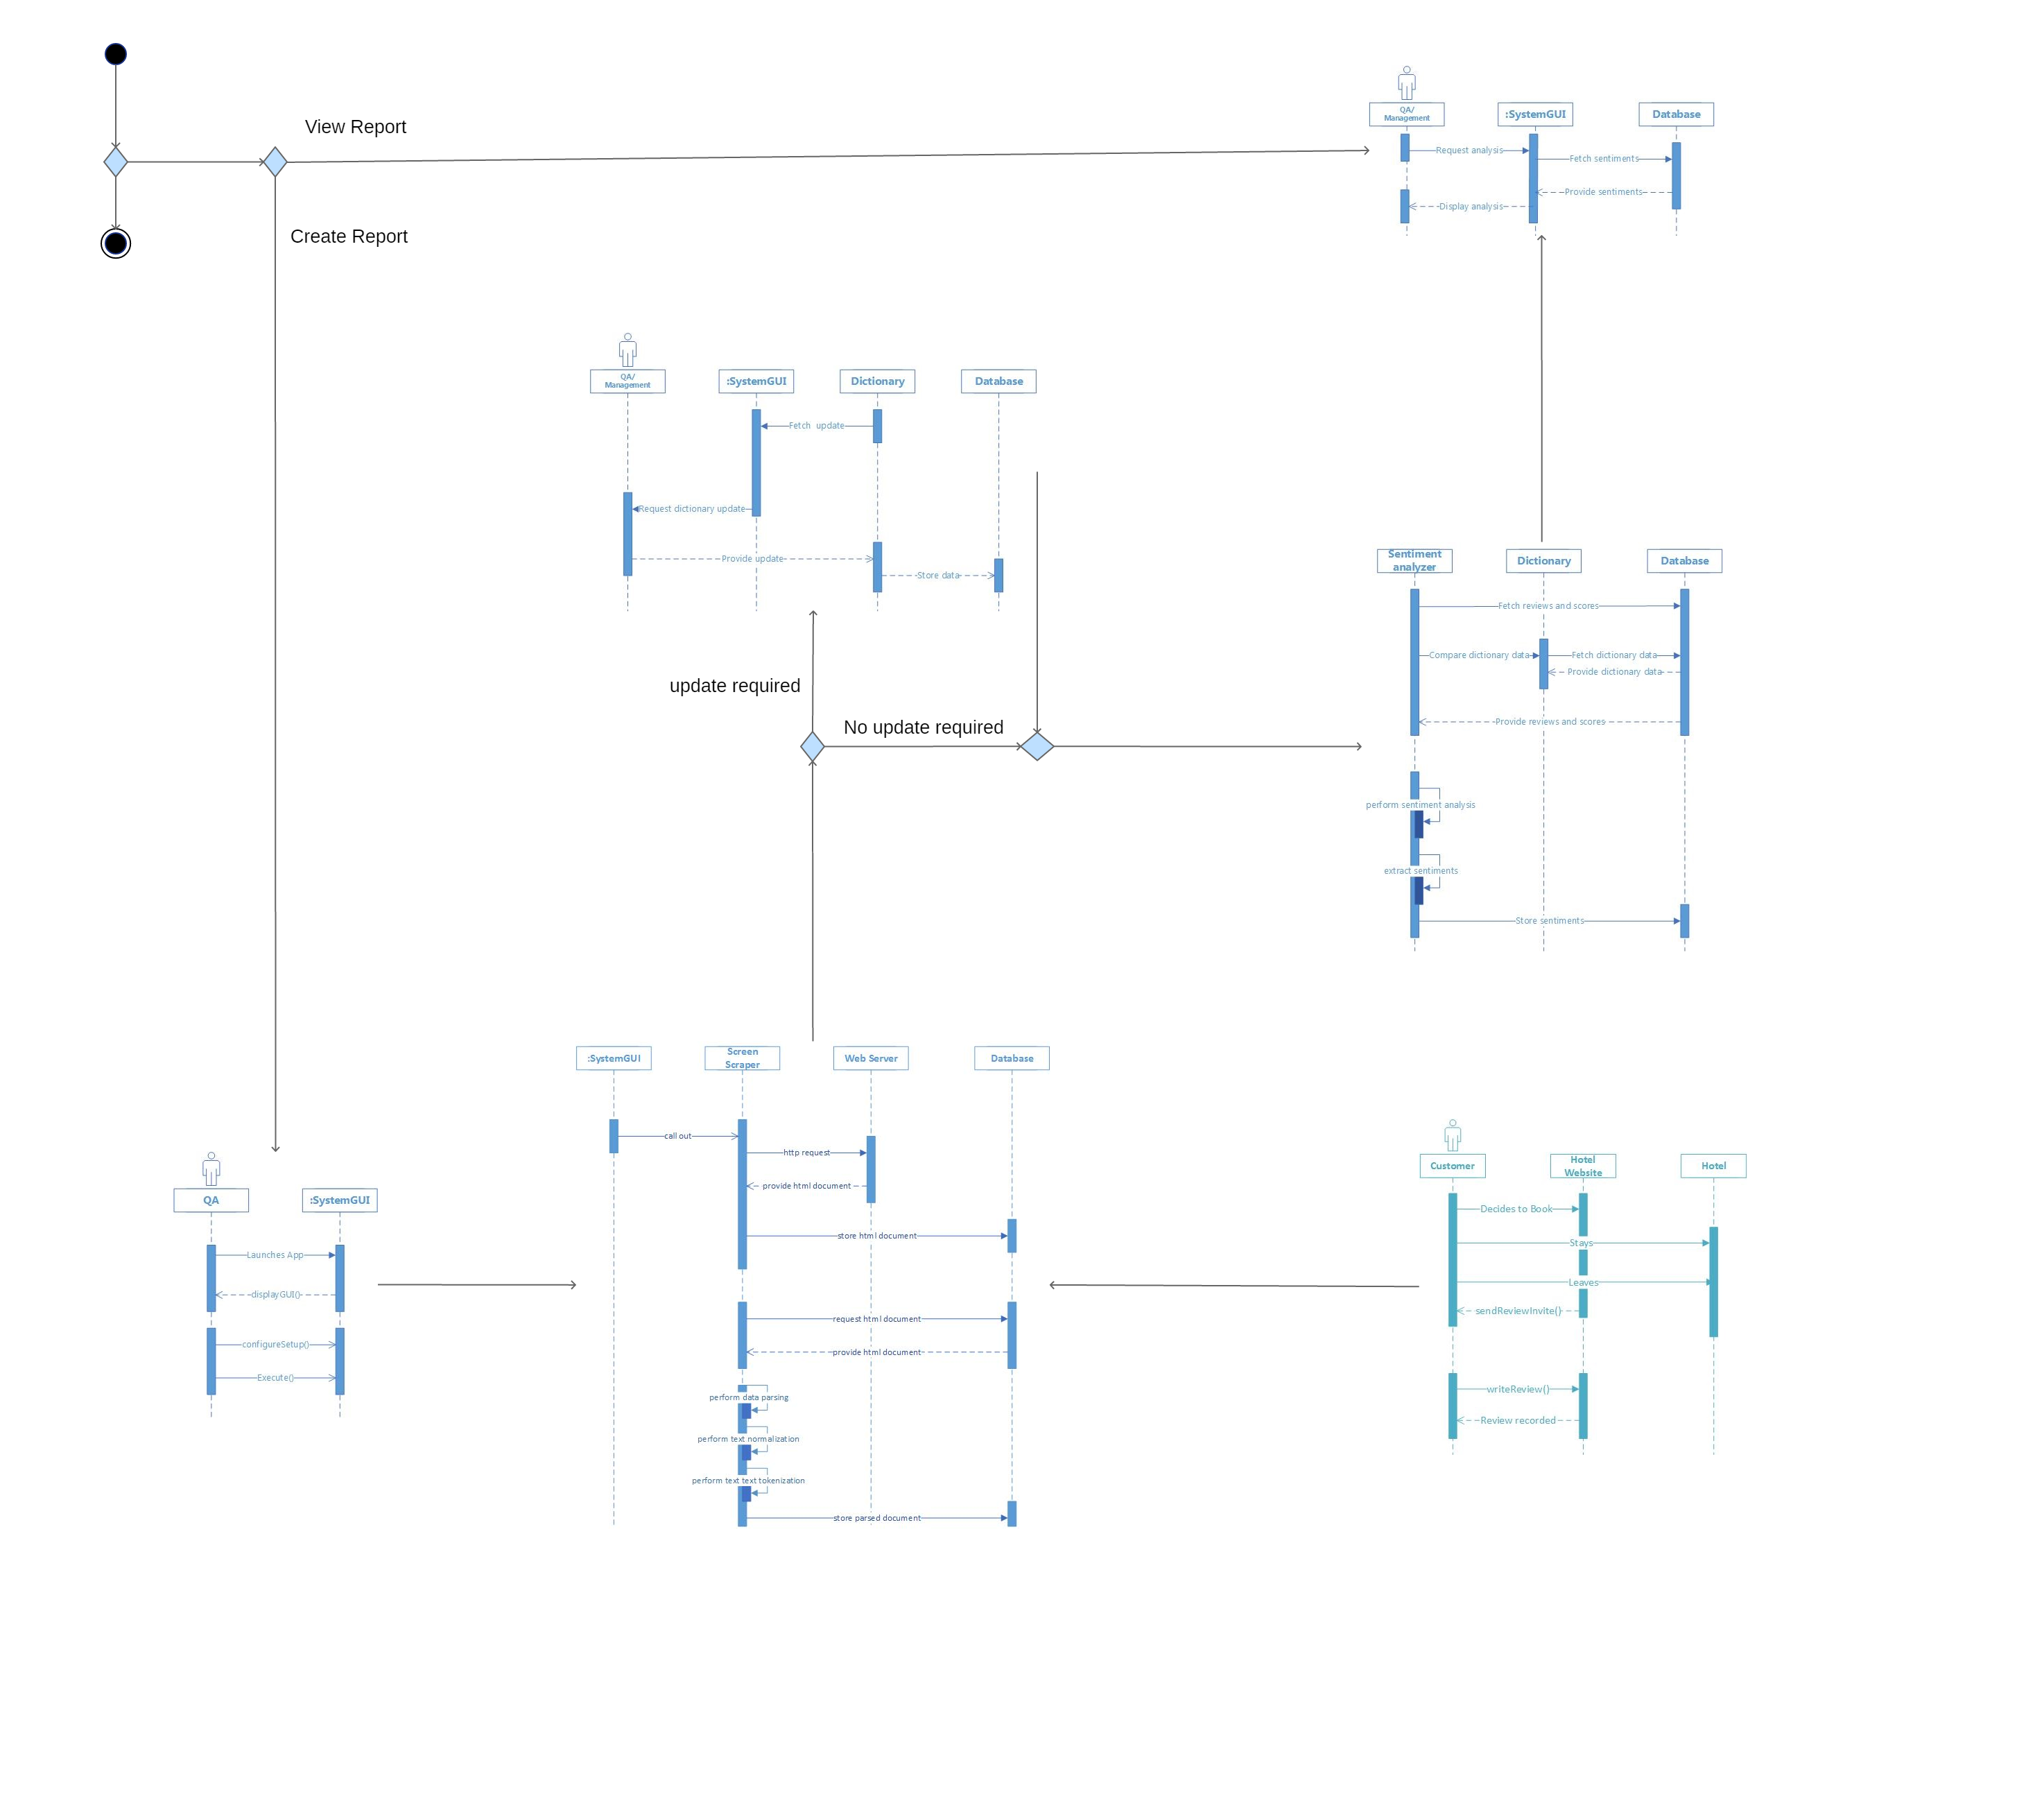 View Report
Create Report
QA/
Management
:SystemGUI
Database
Request analysis
Fetch sentiments
Provide sentiments
Display analysis
QA/
Management
:SystemGUI
Dictionary
Database
Fetch  update
Request dictionary update
Provide update
Store data
update required
No update required
Sentiment
analyzer
Dictionary
Database
Fetch reviews and scores
Compare dictionary data
Fetch dictionary data
Provide dictionary data
Provide reviews and scores
perform sentiment analysis
extract sentiments
Store sentiments
QA
:SystemGUI
Launches App
displayGUI()
configureSetup()
Execute()
:SystemGUI
Screen
Scraper
Web Server
Database
call out
http request
provide html document
store html document
request html document
provide html document
perform data parsing
perform text normalization
perform text text tokenization
store parsed document
Customer
Hotel
Website
Hotel
Decides to Book
Stays
Leaves
sendReviewInvite()
writeReview()
Review recorded